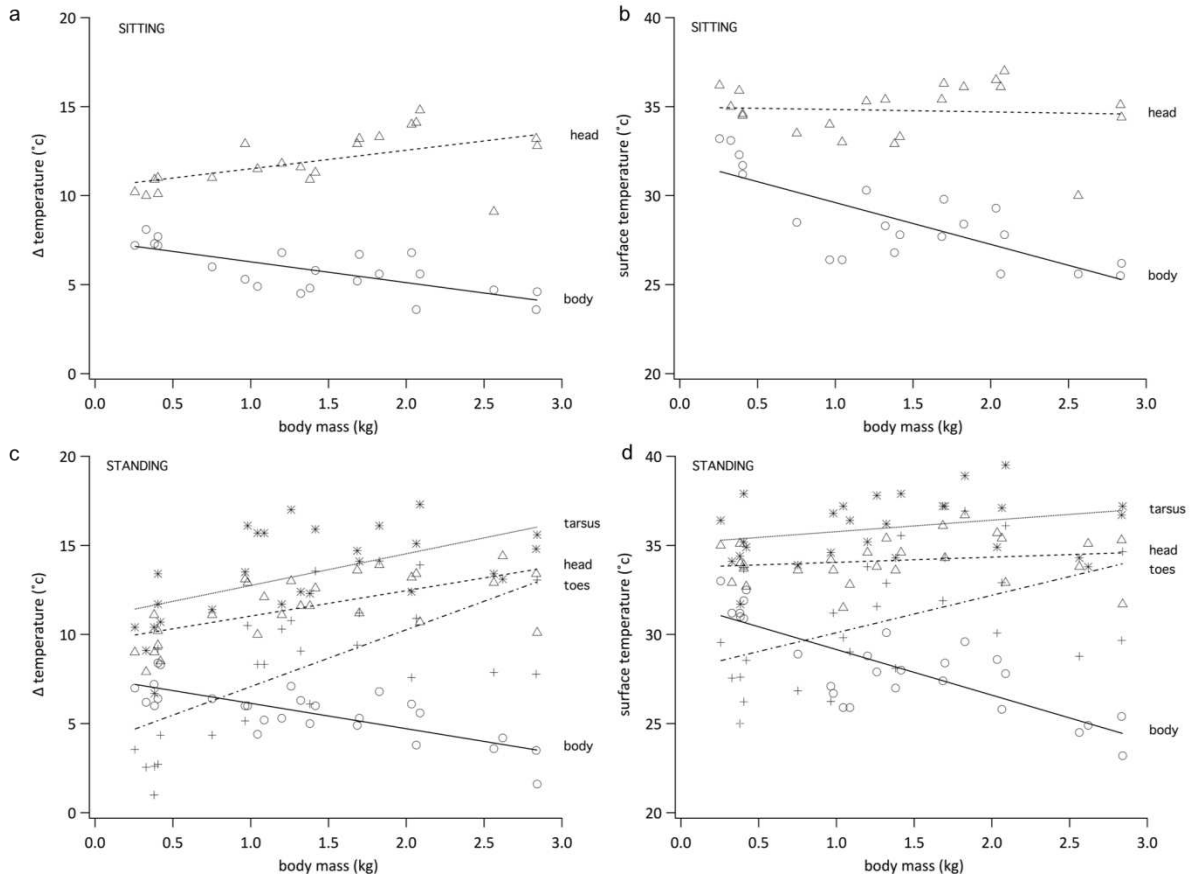 a
SITTING
20
15
10
5
0
Δ temperature (˚c)
head
body
0.0 0.5 1.0 1.5 2.0 2.5 3.0
body mass (kg)
b
SITTING
40
35
30
25
20
surface temperature (˚c)
head
body
0.0 0.5 1.0 1.5 2.0 2.5 3.0
body mass (kg)
c
STANDING
20
15
10
5
0
Δ temperature (˚c)
tarsus
head
toes
body
0.0 0.5 1.0 1.5 2.0 2.5 3.0
body mass (kg)
d
STANDING
40
35
30
25
20
surface temperature (˚c)
tarsus
head
toes
body
0.0 0.5 1.0 1.5 2.0 2.5 3.0
body mass (kg)